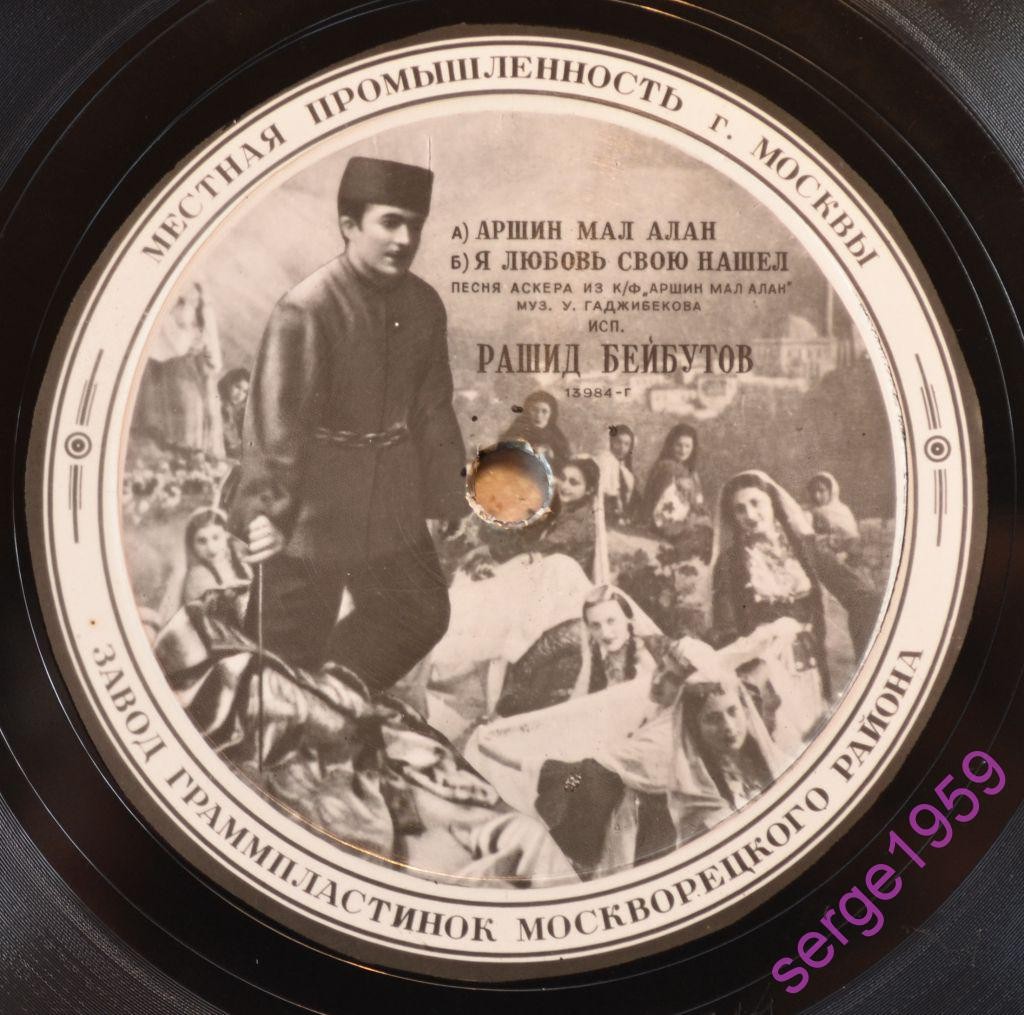 МЕСТНАЯ ПРОМЫШЛЕННОСТЬ г. МОСКВЫ
А) АРШИН МАЛ АЛАН
Б) Я ЛЮБОВЬ СВОЮ НАШЕЛ
ПЕСНЯ АСКЕРА ИЗ К/Ф „АРШИН МАЛ АЛАН"
МУЗ. У. ГАДЖИБЕКОВА
ИСП.
РАШИД БЕЙБУТОВ
13984-Г
ЗАВОД ГРАММПЛАСТИНОК МОСКВОРЕЦКОГО РАЙОНА
serge1959